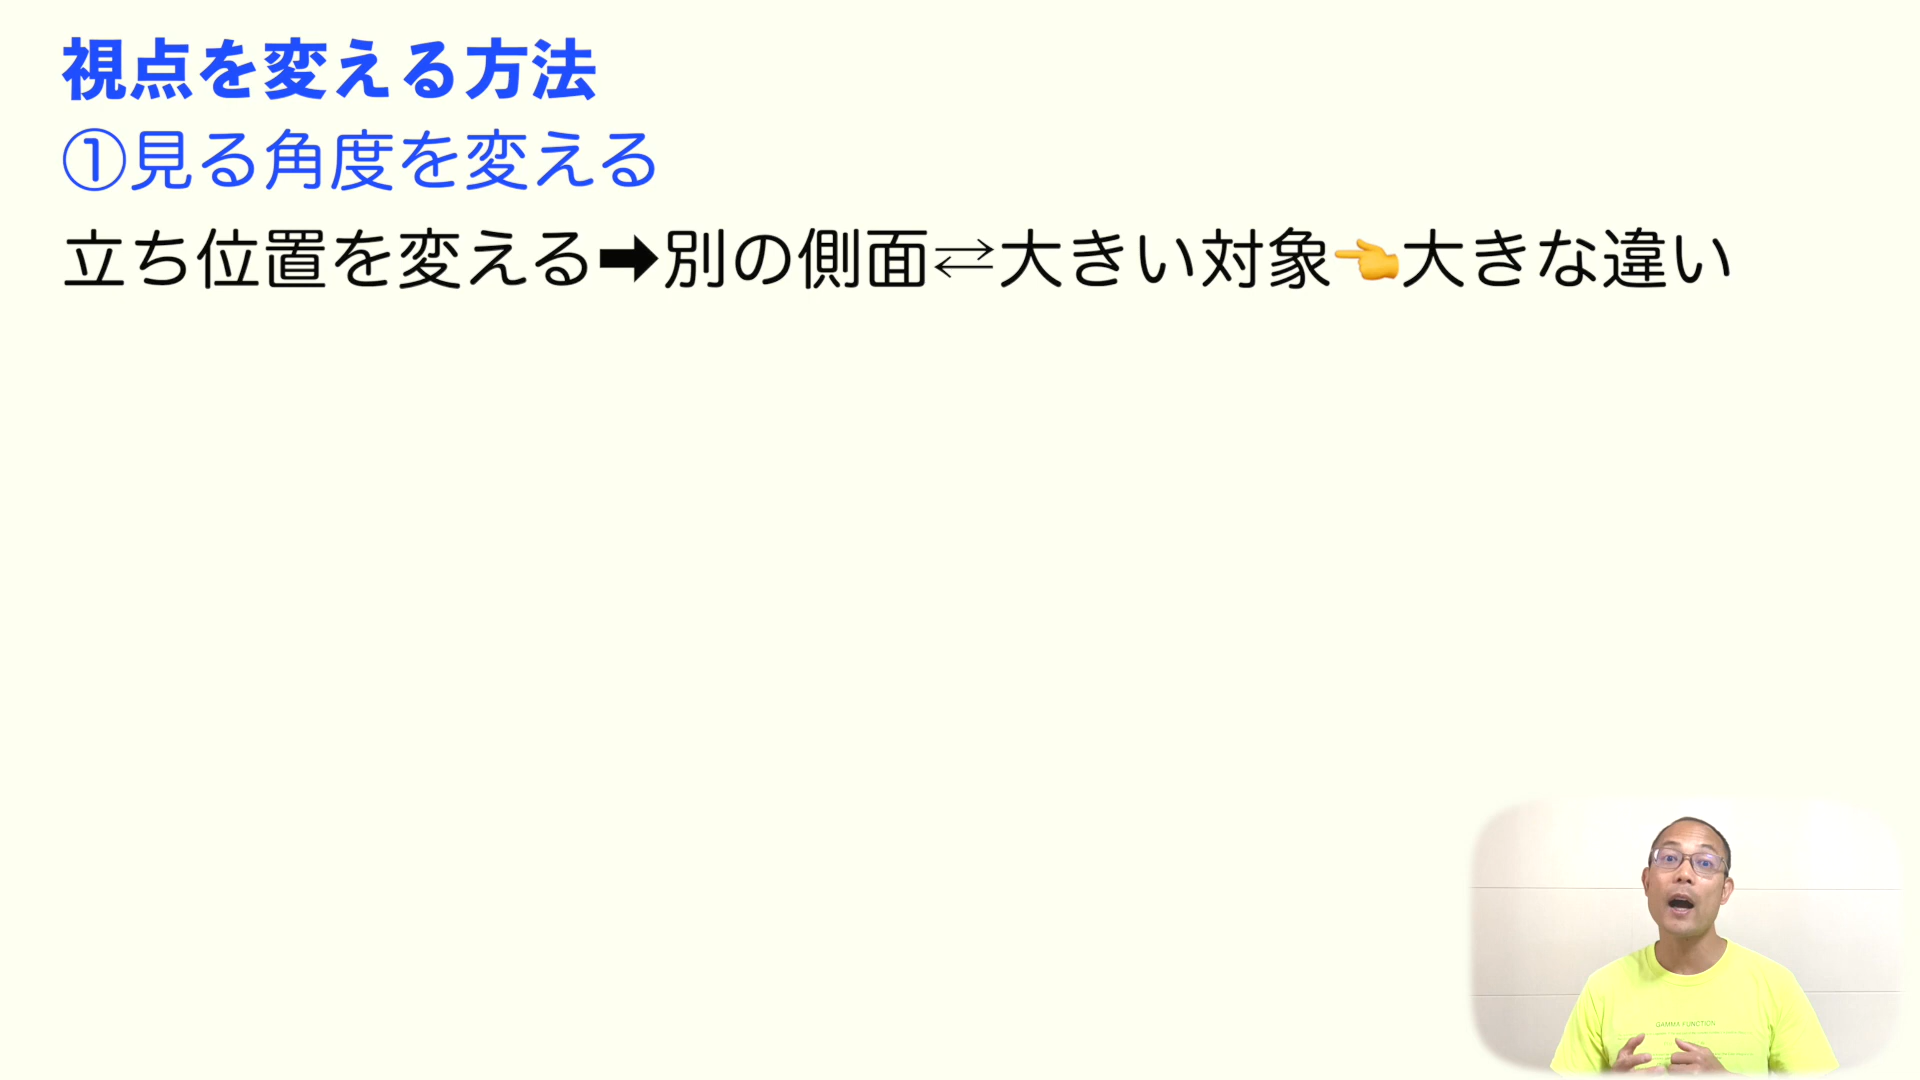 視点を変える方法
①見る角度を変える
立ち位置を変える➡別の側面⇄大きい対象👈大きな違い
GAMMA FUNCTION